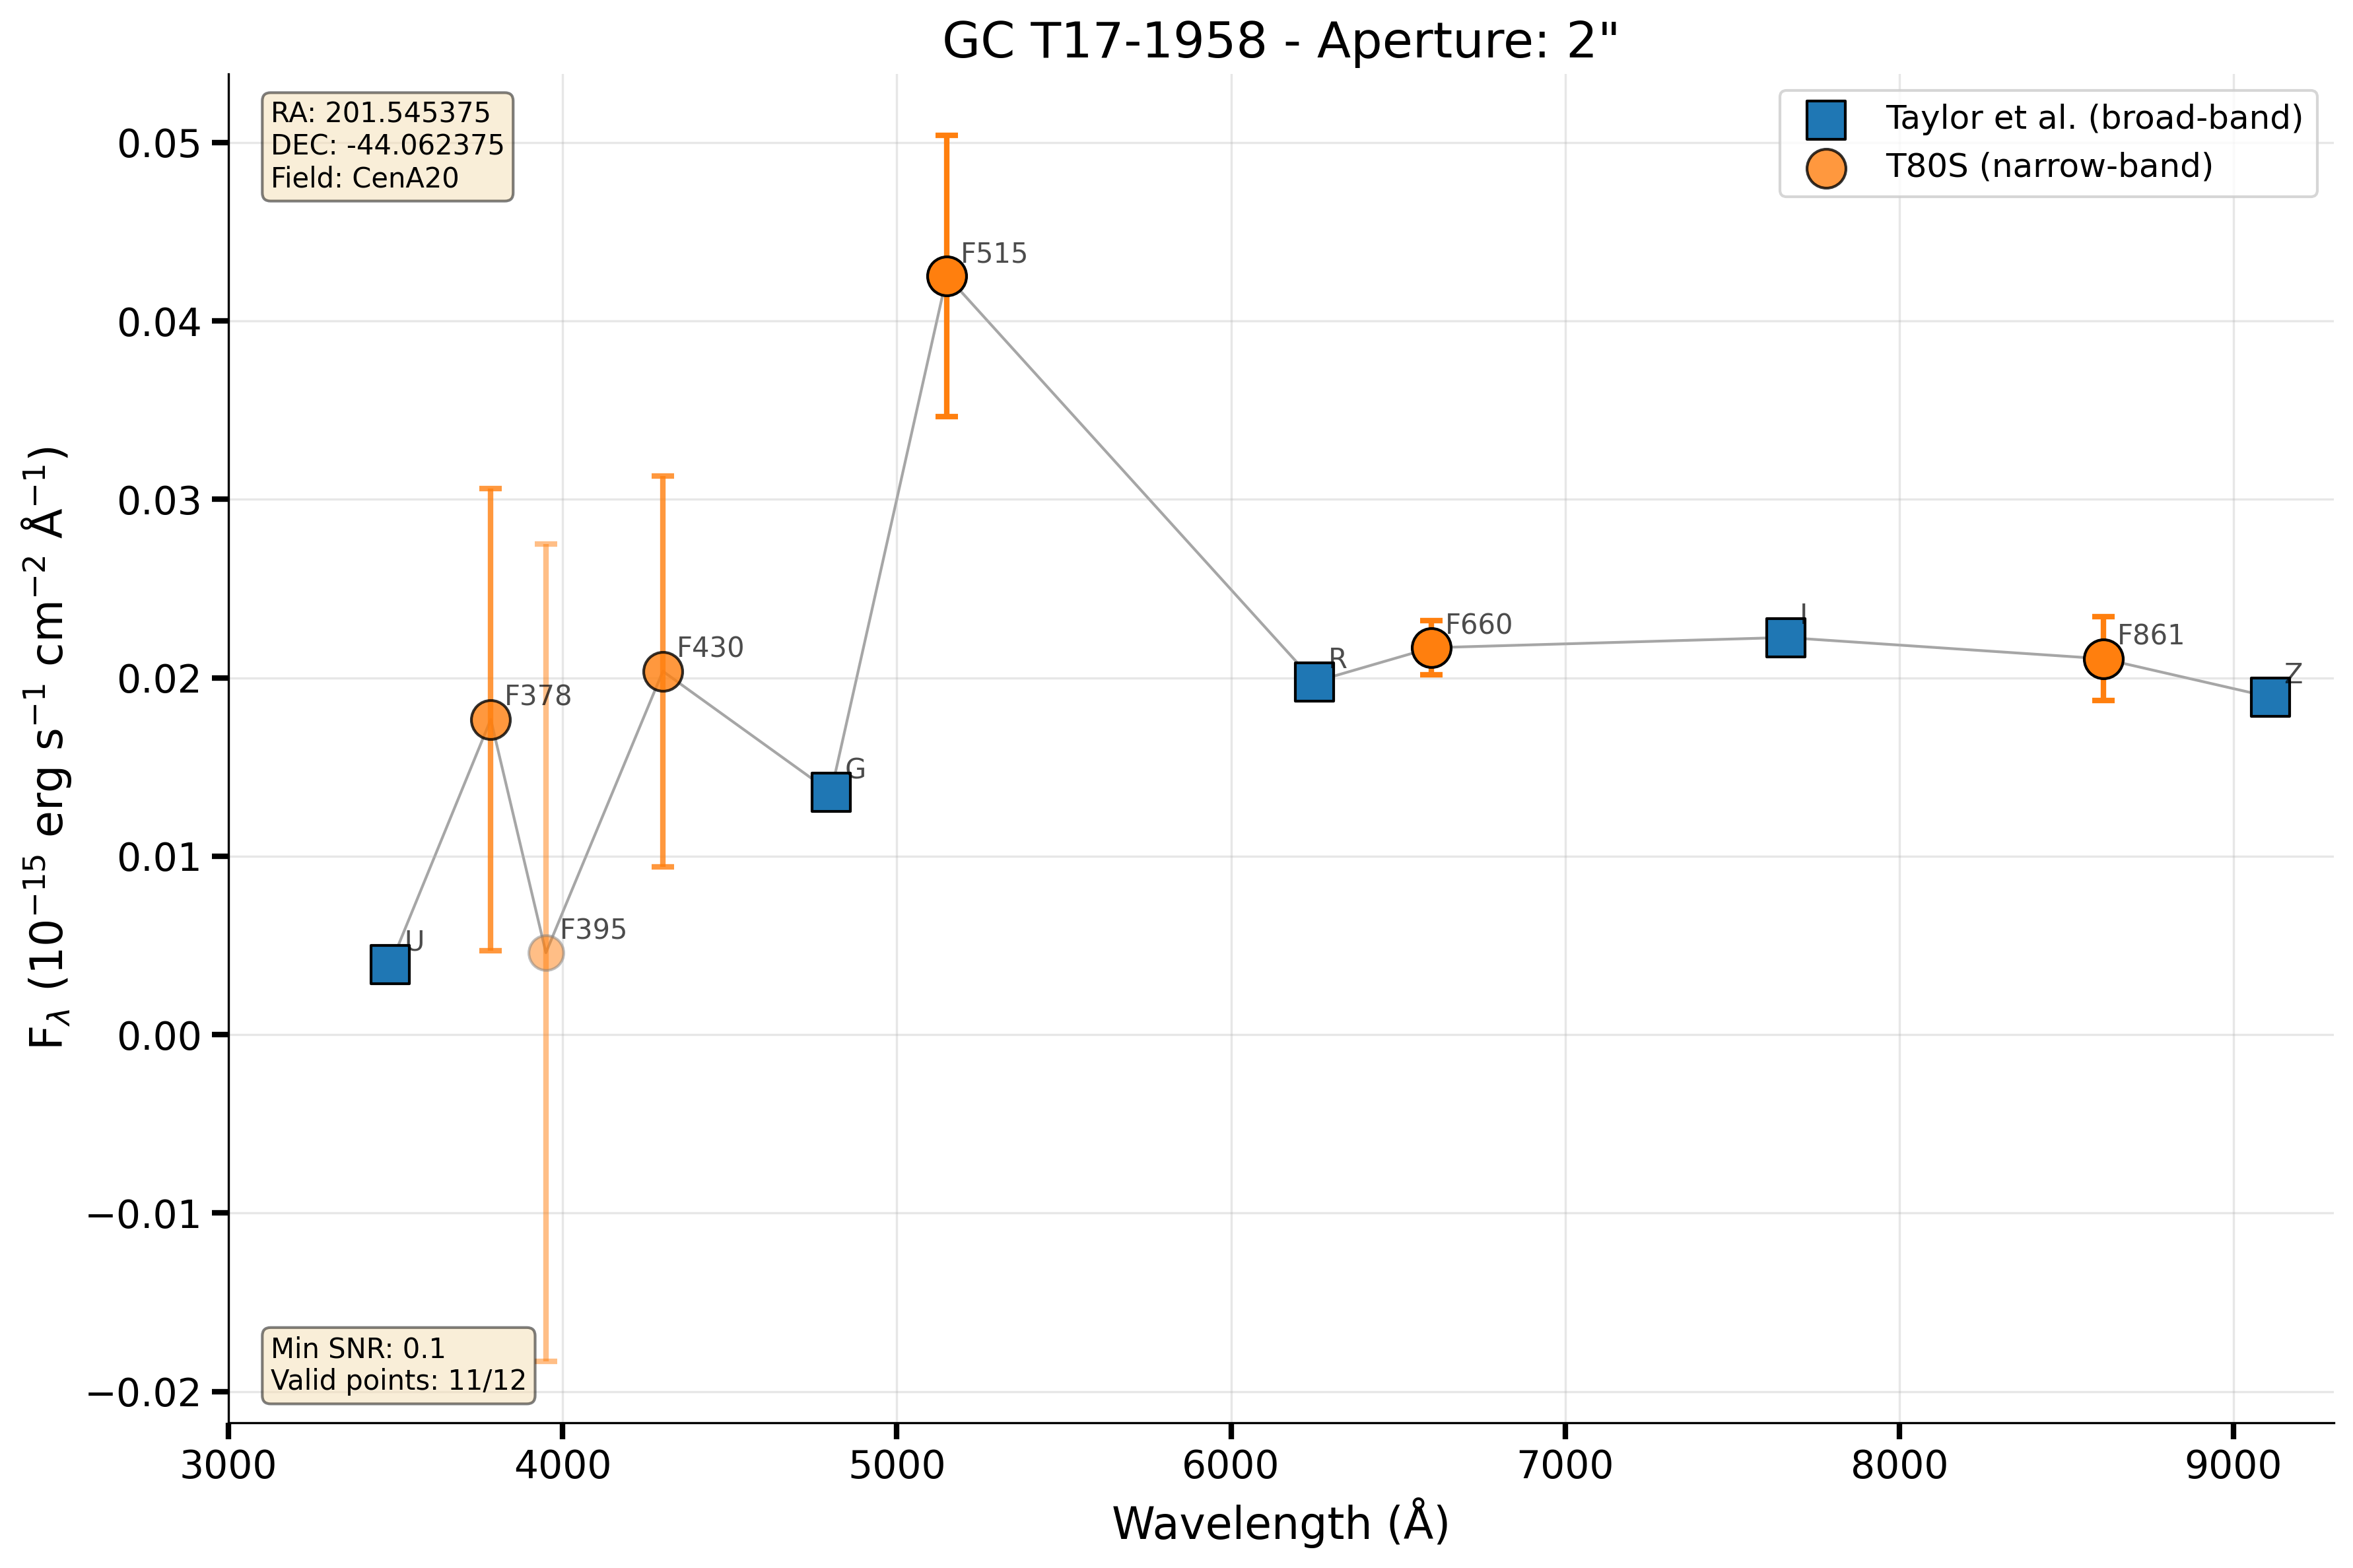 GC T17-1958 - Aperture: 2"
RA: 201.545375
DEC: -44.062375
Field: CenA20
Taylor et al. (broad-band)
T80S (narrow-band)
0.05
0.04
0.03
0.02
0.01
0.00
−0.01
−0.02
F515
F430
F378
F395
U
G
R
F660
I
F861
Z
Fλ (10⁻¹⁵ erg s⁻¹ cm⁻² Å⁻¹)
Min SNR: 0.1
Valid points: 11/12
3000 4000 5000 6000 7000 8000 9000
Wavelength (Å)